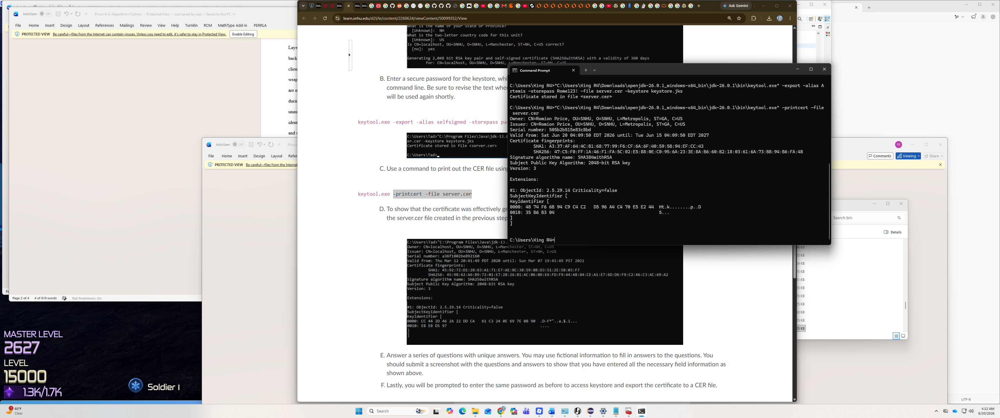 AutoSave Off Price+4-2+Algorithm+Ciphers - Protected View - Last saved by user • Saved to this PC
File Home Insert Design Layout References Mailings Review View Help Turnitin RCM MathType Add-in PERRLA
PROTECTED VIEW Be careful—files from the Internet can contain viruses. Unless you need to edit, it's safer to stay in Protected View. Enable Editing
Page 2 of 4 4 of 619 words Text Predictions: On
AutoSave Off
File Home Insert Design Layout
PROTECTED VIEW Be careful—files from the Internet
Comments Viewing Share
Ask Gemini
learn.snhu.edu/d2l/le/content/2260624/viewContent/50099352/View
What is the name of your State or Province?
[Unknown]: NH
What is the two-letter country code for this unit?
[Unknown]: US
Is CN=localhost, OU=SNHU, O=SNHU, L=Manchester, ST=NH, C=US correct?
[no]: yes
Generating 2,048 bit RSA key pair and self-signed certificate (SHA256withRSA) with a validity of 360 days
for: CN=localhost, OU=SNHU, O=SNHU, L=Manchester, ST=NH, C=US
B. Enter a secure password for the keystore, whi
command line. Be sure to revise the text whe
will be used again shortly.
keytool.exe -export -alias selfsigned -storepass pa
C:\Users\Tad>"C:\Program Files\Java\jdk-13.
er.cer -keystore keystore.jks
Certificate stored in file <server.cer>
C:\Users\Tad>
C. Use a command to print out the CER file using
keytool.exe -printcert -file server.cer
D. To show that the certificate was effectively ge
the server.cer file created in the previous step
C:\Users\Tad>"C:\Program Files\Java\jdk-13.
Owner: CN=localhost, OU=SNHU, O=SNHU, L=Manchester, ST=NH, C=US
Issuer: CN=localhost, OU=SNHU, O=SNHU, L=Manchester, ST=NH, C=US
Serial number: a36f1802be892160
Valid from: Thu Mar 12 20:41:49 PDT 2020 until: Sun Mar 07 19:41:49 PST 2021
Certificate fingerprints:
SHA1: 45:92:72:D1:28:63:A1:71:E7:AE:8C:38:59:8B:D3:51:2E:5B:03:F7
SHA256: 45:98:62:A6:B9:72:01:E7:2B:2A:81:AC:06:0D:E6:FD:F9:44:48:84:CE:A1:E7:6D:D6:F9:C2:46:C3:AC:69:A2
Signature algorithm name: SHA256withRSA
Subject Public Key Algorithm: 2048-bit RSA key
Version: 3
Extensions:
#1: ObjectId: 2.5.29.14 Criticality=false
SubjectKeyIdentifier [
KeyIdentifier [
0000: CC 44 2D 46 2A 22 DD CA 61 C3 24 0E 69 7E 08 90 .D-F*"..a.$.i...
0010: E8 EB D5 97 ....
]
]
E. Answer a series of questions with unique answers. You may use fictional information to fill in answers to the questions. You
should submit a screenshot with the questions and answers to show that you have entered all the necessary field information as
shown above.
F. Lastly, you will be prompted to enter the same password as before to access keystore and export the certificate to a CER file.
Command Prompt
C:\Users\King R4>"C:\Users\King R4\Downloads\openjdk-26.0.1_windows-x64_bin\jdk-26.0.1\bin\keytool.exe" -export -alias A
rtemis -storepass Rome123! -file server.cer -keystore keystore.jks
Certificate stored in file <server.cer>
C:\Users\King R4>"C:\Users\King R4\Downloads\openjdk-26.0.1_windows-x64_bin\jdk-26.0.1\bin\keytool.exe" -printcert -file
server.cer
Owner: CN=Romion Price, OU=SNHU, O=SNHU, L=Metropolis, ST=GA, C=US
Issuer: CN=Romion Price, OU=SNHU, O=SNHU, L=Metropolis, ST=GA, C=US
Serial number: 505b2b515e83c8bd
Valid from: Sat Jun 20 04:09:50 EDT 2026 until: Tue Jun 15 04:09:50 EDT 2027
Certificate fingerprints:
SHA1: A3:37:AF:64:4C:B1:68:77:99:F6:CF:6A:6F:40:59:5B:94:EF:CC:43
SHA256: 47:C5:F0:FF:1A:46:F1:FA:5C:02:E5:88:0E:C0:95:6A:23:3E:8A:B6:60:B2:18:03:61:6A:73:BB:94:B6:FA:48
Signature algorithm name: SHA384withRSA
Subject Public Key Algorithm: 2048-bit RSA key
Version: 3
Extensions:
#1: ObjectId: 2.5.29.14 Criticality=false
SubjectKeyIdentifier [
KeyIdentifier [
0000: 48 74 F6 6B 94 C9 C4 C2 D5 96 A4 C4 70 E5 E2 44 Ht.k........p..D
0010: 35 B6 B3 04 5...
]
]
C:\Users\King R4>
Search bin
Details
MASTER LEVEL
2627
LEVEL
15000
1.3K/1.7K
Soldier I
UTF-8
60°F
Clear
Search
4:12 AM
6/20/2026